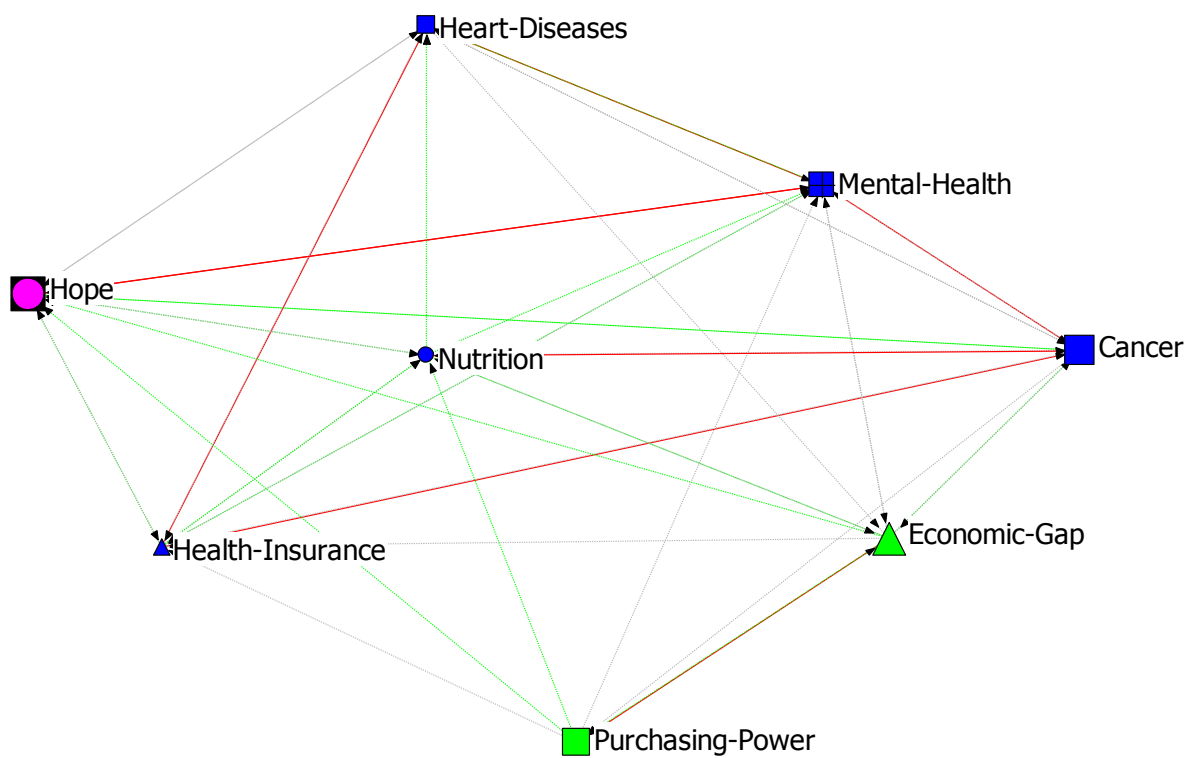 Heart-Diseases
Mental-Health
Hope
Nutrition
Cancer
Health-Insurance
Economic-Gap
Purchasing-Power